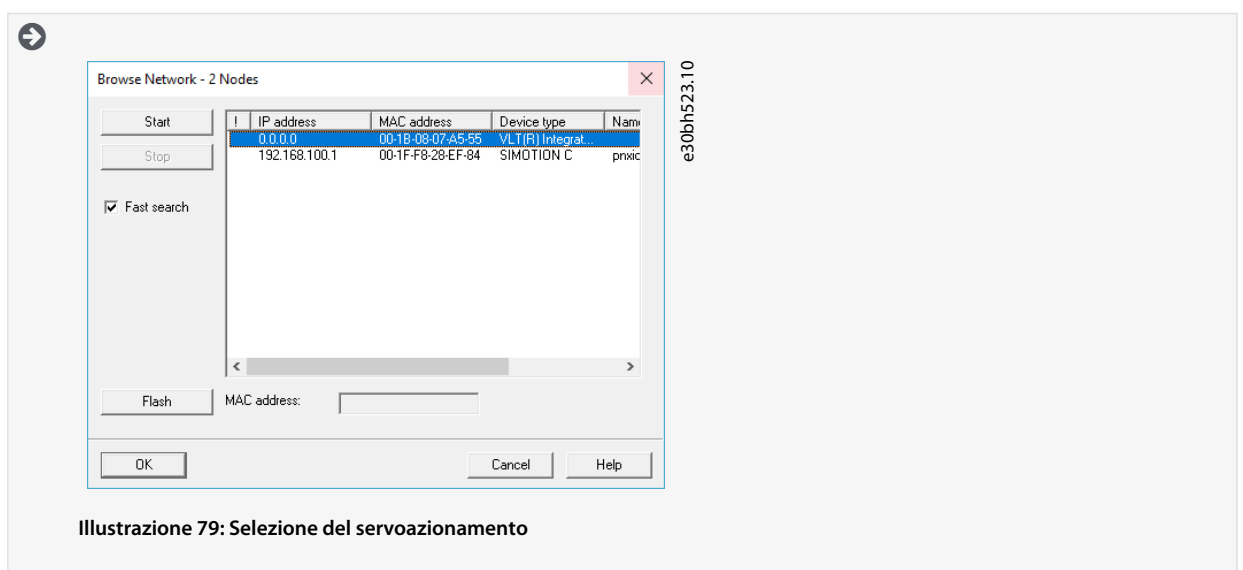 Browse Network - 2 Nodes
Start
Stop
Fast search
! IP address MAC address Device type
0.0.0.0 00-1B-08-07-A5-55 VLT(R) Integrat...
192.168.100.1 00-1F-F8-28-EF-84 SIMOTION C
Flash MAC address:
OK Cancel Help
e30bh523.10
Illustrazione 79: Selezione del servoazionamento